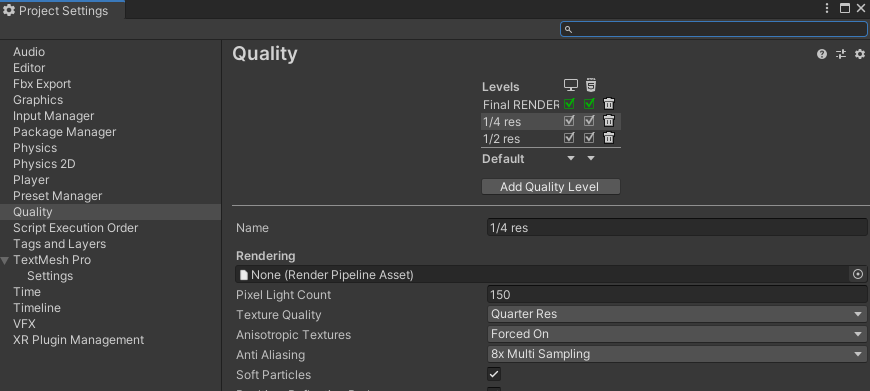 Project Settings
Quality
Audio
Editor
Fbx Export
Graphics
Input Manager
Package Manager
Physics
Physics 2D
Player
Preset Manager
Quality
Script Execution Order
Tags and Layers
TextMesh Pro
Settings
Time
Timeline
VFX
XR Plugin Management
Levels
Final RENDER
1/4 res
1/2 res
Default
Add Quality Level
Name 1/4 res
Rendering
None (Render Pipeline Asset)
Pixel Light Count 150
Texture Quality Quarter Res
Anisotropic Textures Forced On
Anti Aliasing 8x Multi Sampling
Soft Particles